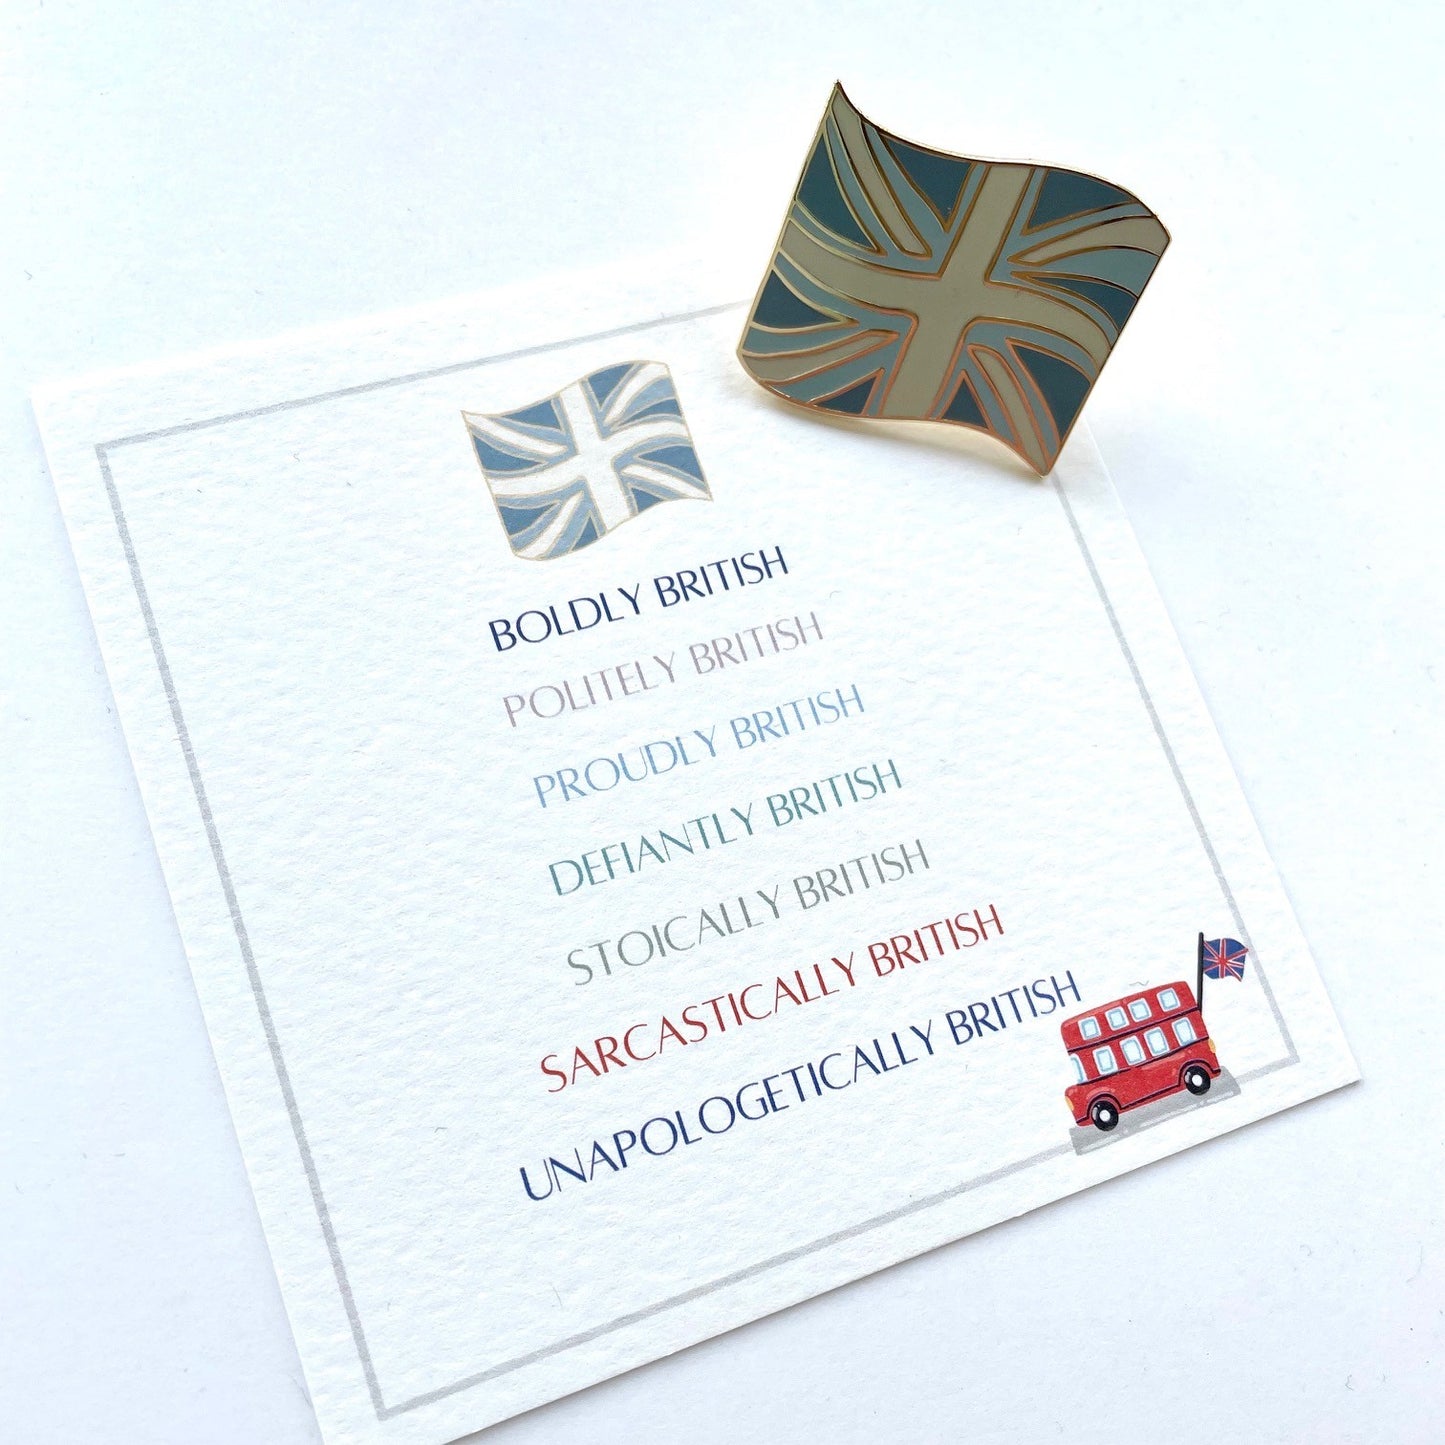 BOLDLY BRITISH
POLITELY BRITISH
PROUDLY BRITISH
DEFIANTLY BRITISH
STOICALLY BRITISH
SARCASTICALLY BRITISH
UNAPOLOGETICALLY BRITISH